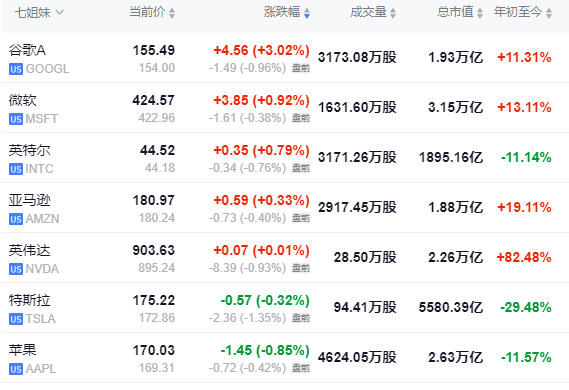 七姐妹 当前价 涨跌幅 成交量 总市值 年初至今
谷歌A 155.49 +4.56 (+3.02%) 3173.08万股 1.93万亿 +11.31%
US GOOGL 154.00 -1.49 (-0.96%) 盘前
微软 424.57 +3.85 (+0.92%) 1631.60万股 3.15万亿 +13.11%
US MSFT 422.96 -1.61 (-0.38%) 盘前
英特尔 44.52 +0.35 (+0.79%) 3171.26万股 1895.16亿 -11.14%
US INTC 44.18 -0.34 (-0.76%) 盘前
亚马逊 180.97 +0.59 (+0.33%) 2917.45万股 1.88万亿 +19.11%
US AMZN 180.24 -0.73 (-0.40%) 盘前
英伟达 903.63 +0.07 (+0.01%) 28.50万股 2.26万亿 +82.48%
US NVDA 895.24 -8.39 (-0.93%) 盘前
特斯拉 175.22 -0.57 (-0.32%) 94.41万股 5580.39亿 -29.48%
US TSLA 172.86 -2.36 (-1.35%) 盘前
苹果 170.03 -1.45 (-0.85%) 4624.05万股 2.63万亿 -11.57%
US AAPL 169.31 -0.72 (-0.42%) 盘前